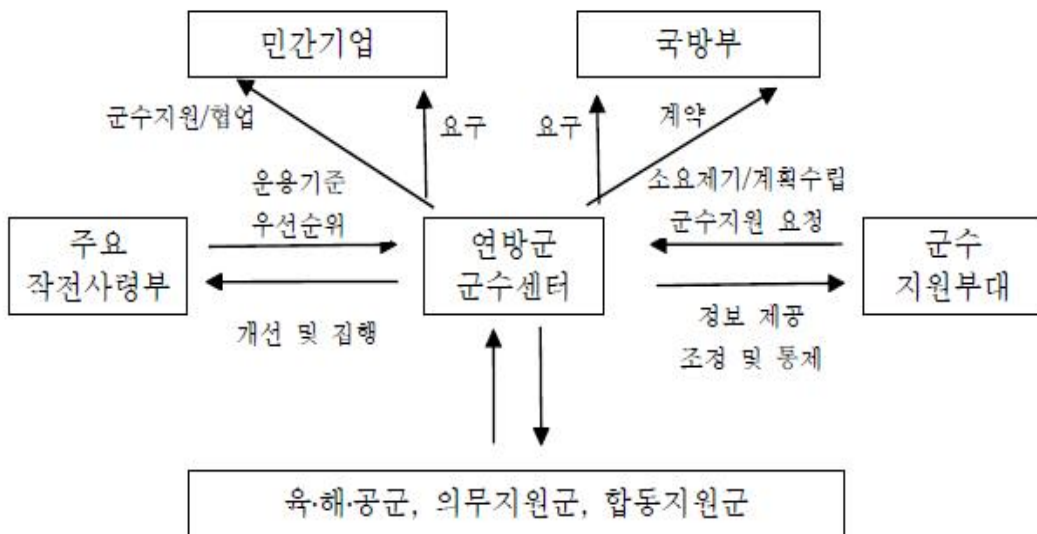 민간기업
국방부
군수지원/협업
요구
요구
계약
운용기준
우선순위
소요제기/계획수립
군수지원 요청
주요
작전사령부
연방군
군수센터
군수
지원부대
개선 및 집행
정보 제공
조정 및 통제
육·해·공군, 의무지원군, 합동지원군